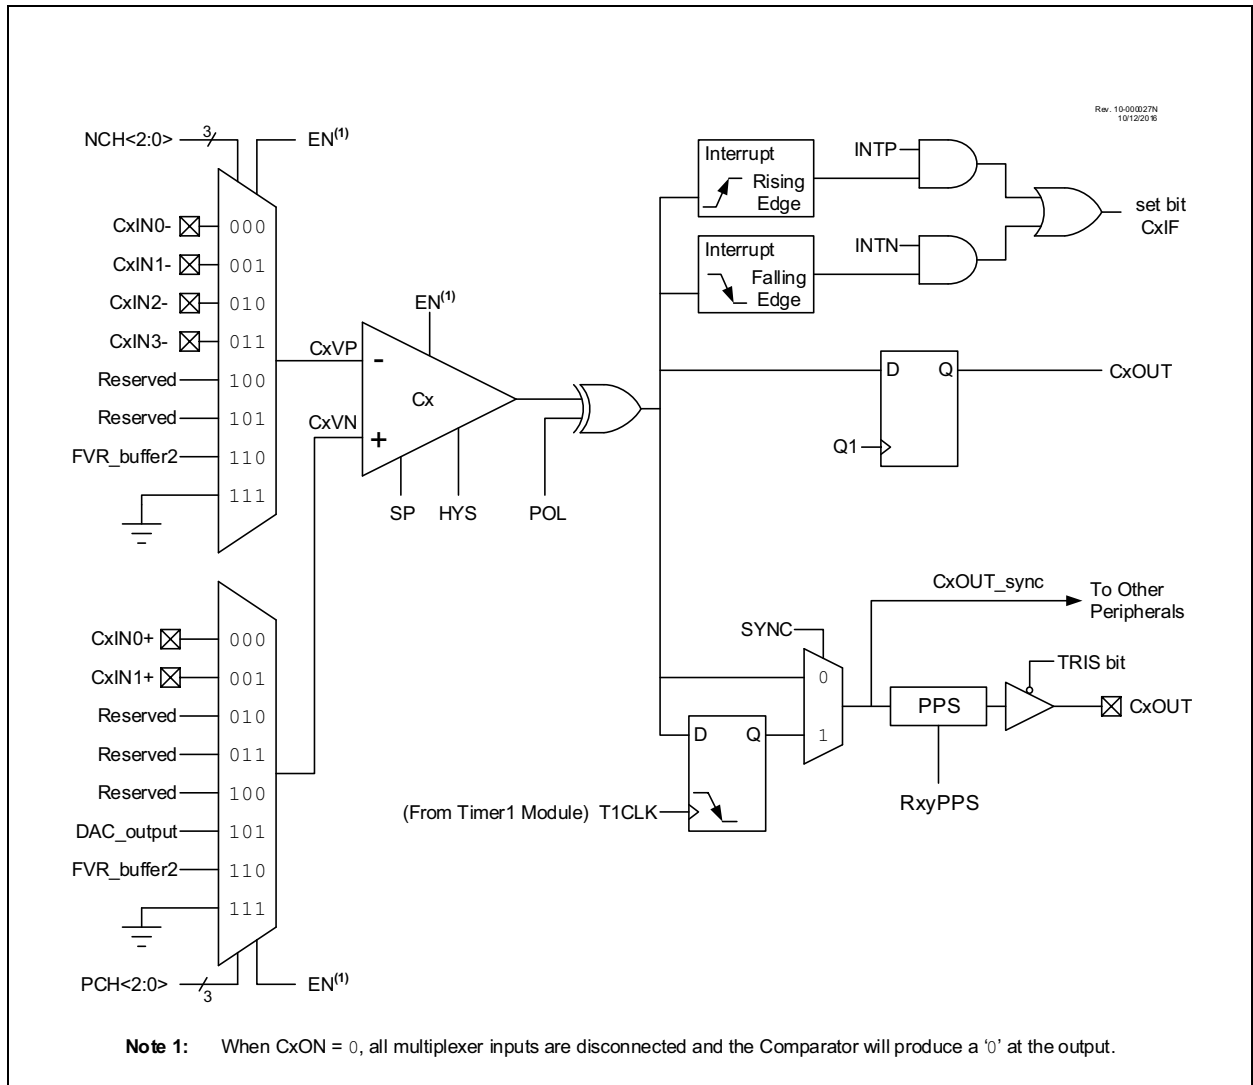 Rev. 10-000027N
10/12/2016
NCH<2:0>
3
EN(1)
CxIN0-
000
CxIN1-
001
CxIN2-
010
CxIN3-
011
Reserved
100
Reserved
101
FVR_buffer2
110
111
CxVP
CxVN
EN(1)
-
Cx
+
SP
HYS
POL
Interrupt
Rising
Edge
INTP
Interrupt
Falling
Edge
INTN
set bit
CxIF
D
Q
Q1
CxOUT
CxIN0+
000
CxIN1+
001
Reserved
010
Reserved
011
Reserved
100
DAC_output
101
FVR_buffer2
110
111
PCH<2:0>
3
EN(1)
CxOUT_sync
To Other
Peripherals
SYNC
0
1
TRIS bit
PPS
CxOUT
RxyPPS
D
Q
(From Timer1 Module) T1CLK
Note 1: When CxON = 0, all multiplexer inputs are disconnected and the Comparator will produce a ‘0’ at the output.